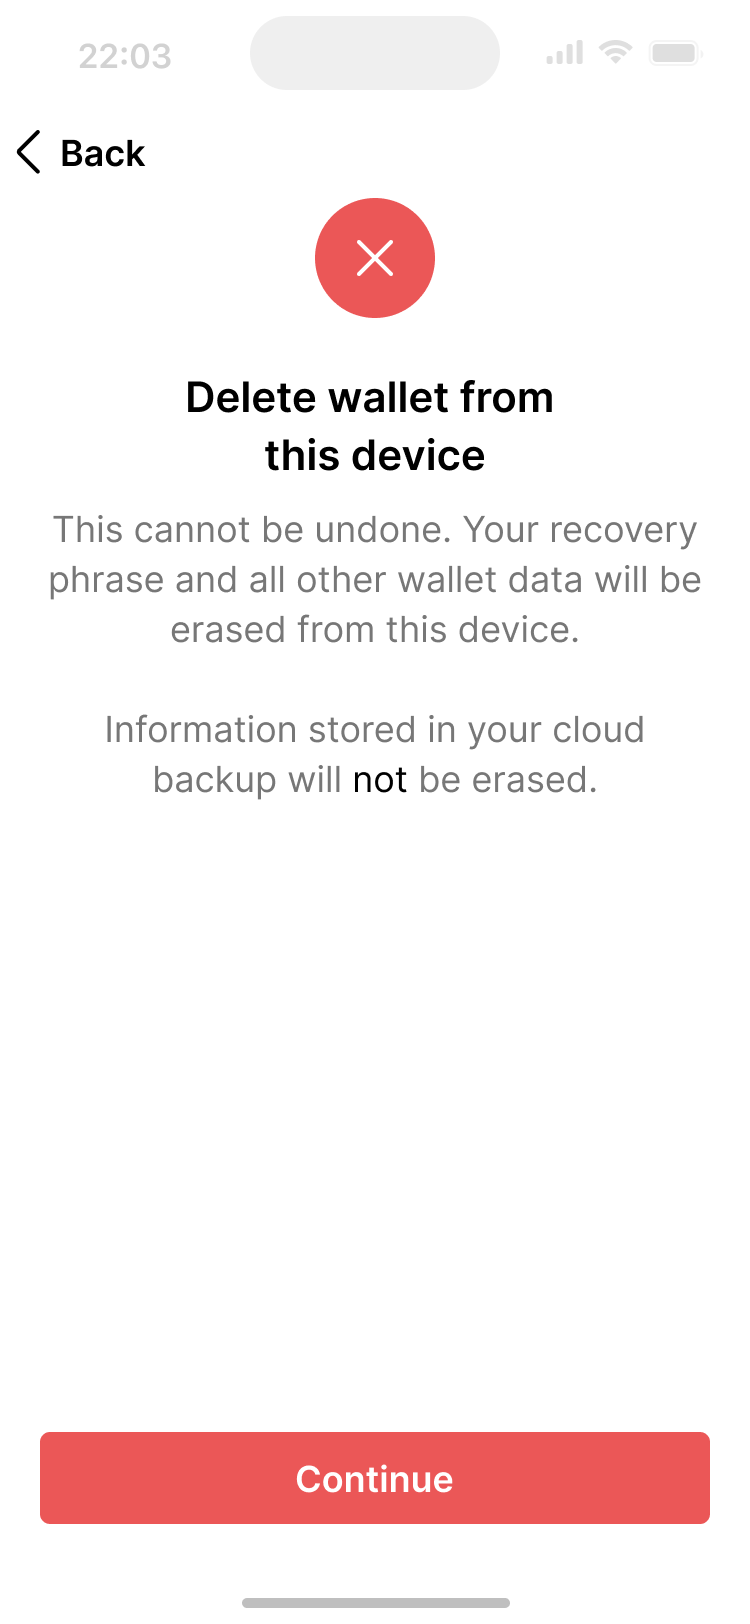 22:03
Back
Delete wallet from
this device
This cannot be undone. Your recovery
phrase and all other wallet data will be
erased from this device.
Information stored in your cloud
backup will not be erased.
Continue